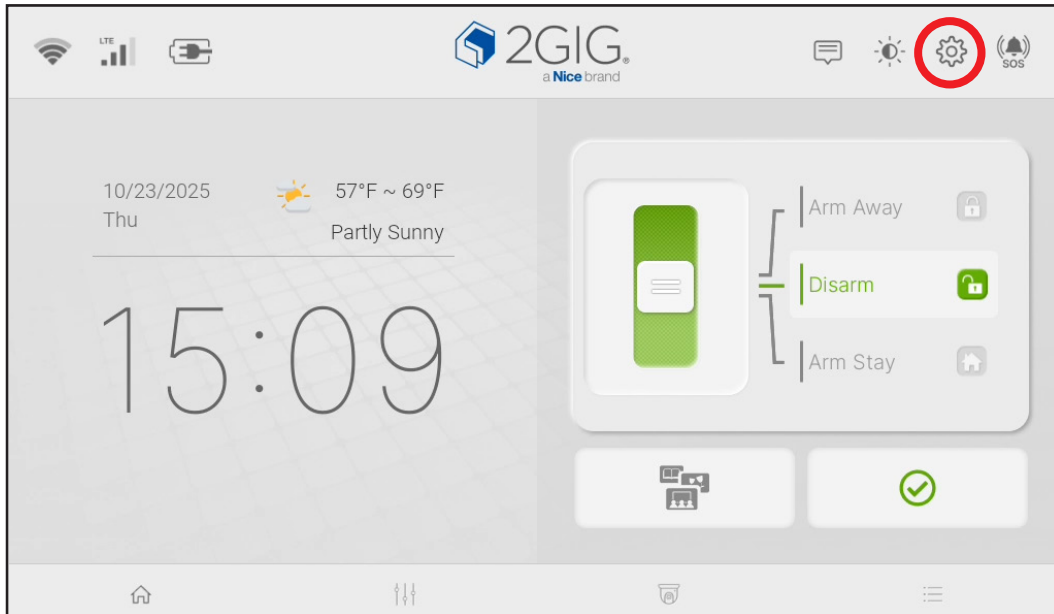 LTE
2GIG.
a Nice brand
SOS
10/23/2025
Thu
57°F ~ 69°F
Partly Sunny
15:09
Arm Away
Disarm
Arm Stay